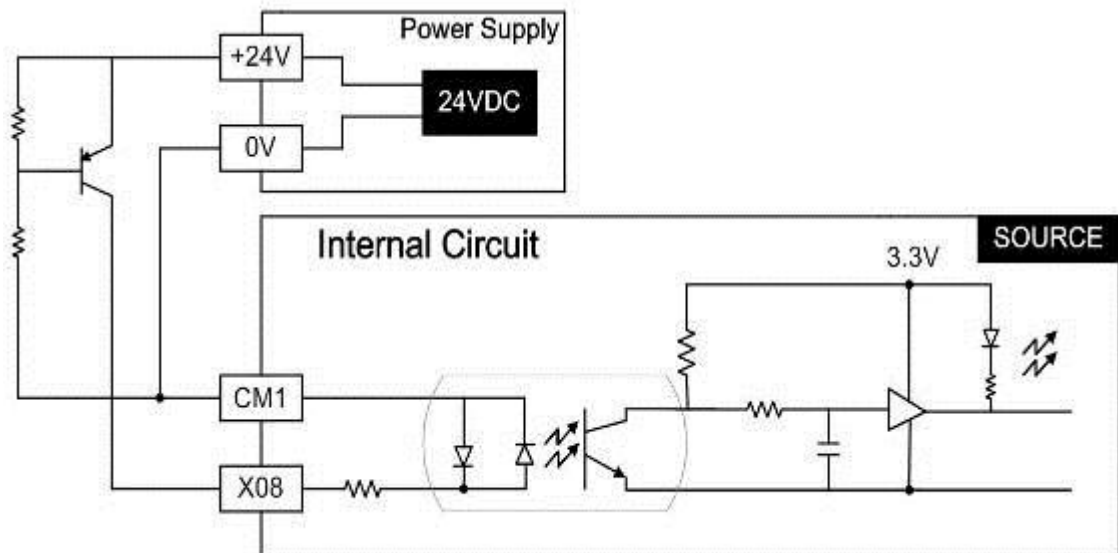 Power Supply
+24V
24VDC
0V
Internal Circuit
SOURCE
3.3V
CM1
X08